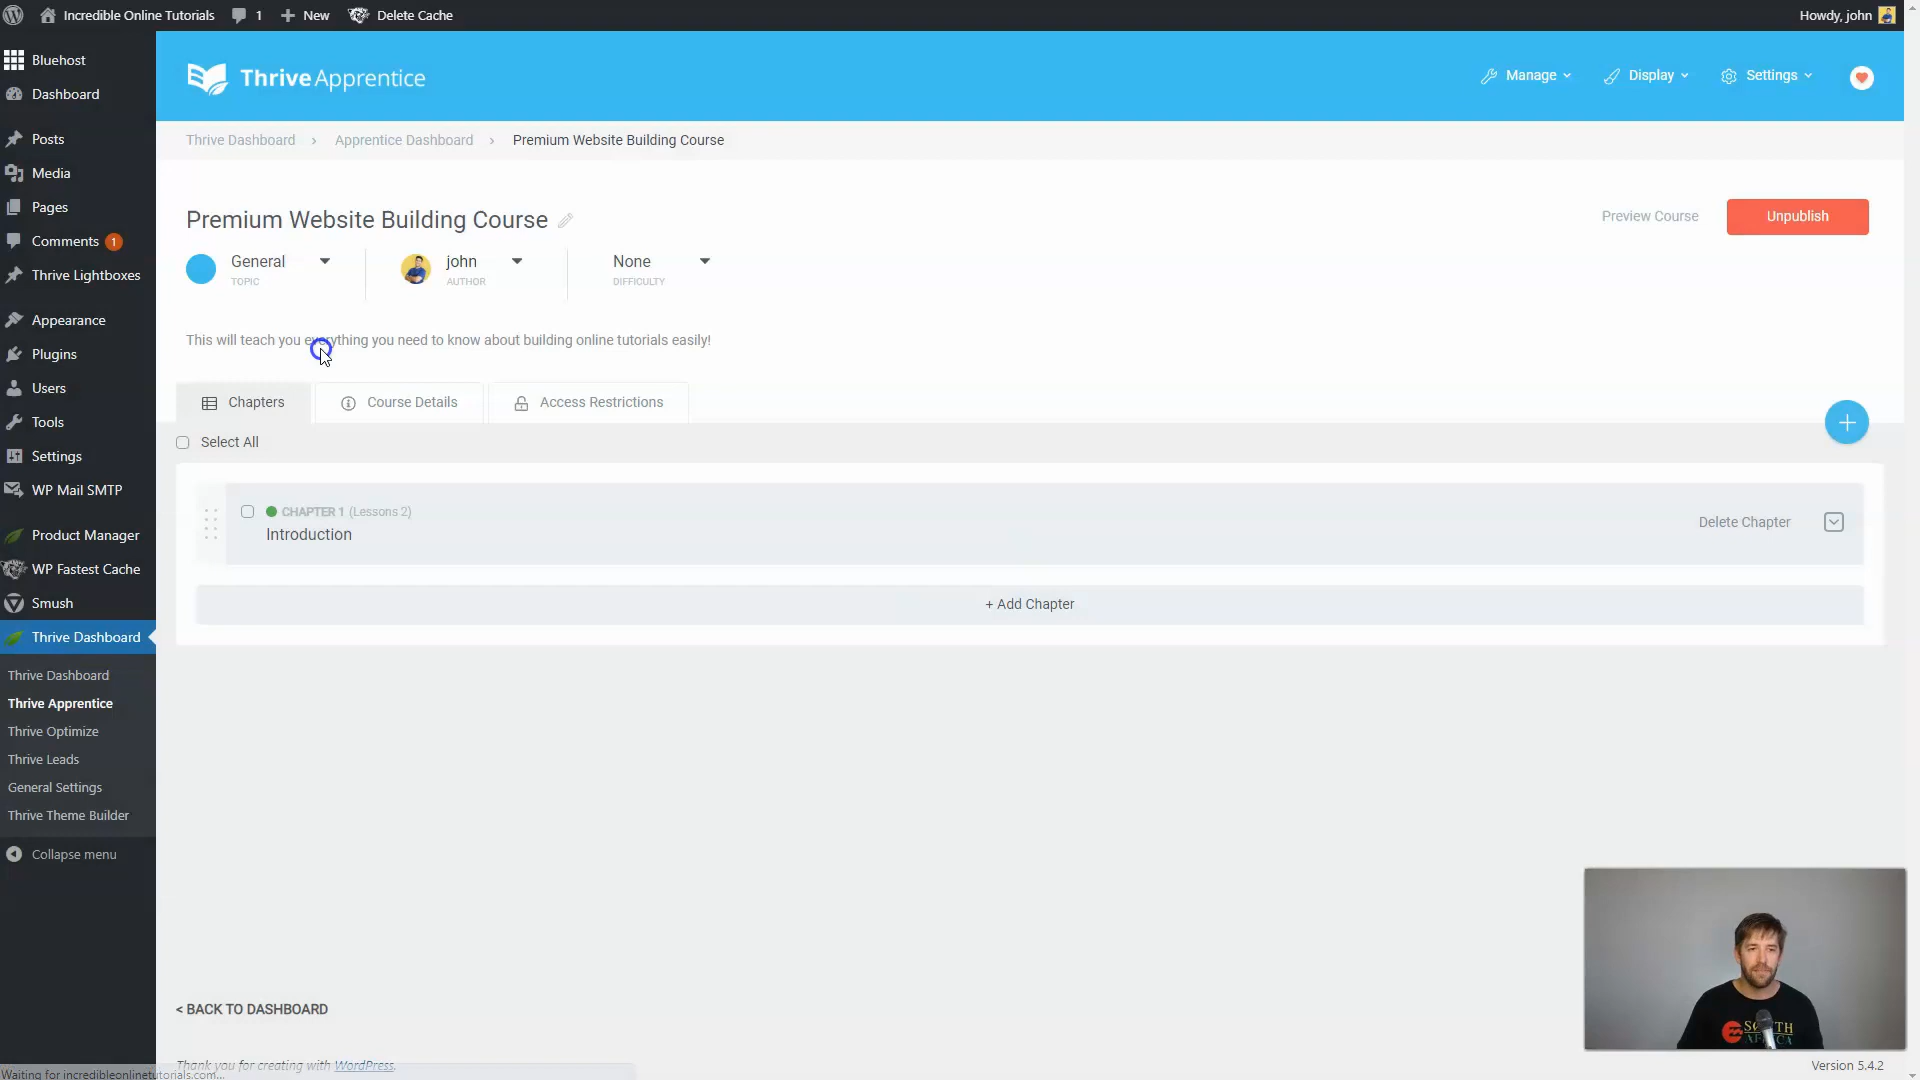 Incredible Online Tutorials 1 New Delete Cache Howdy, john
Bluehost
Dashboard
Posts
Media
Pages
Comments 1
Thrive Lightboxes
Appearance
Plugins
Users
Tools
Settings
WP Mail SMTP
Product Manager
WP Fastest Cache
Smush
Thrive Dashboard
Thrive Dashboard
Thrive Apprentice
Thrive Optimize
Thrive Leads
General Settings
Thrive Theme Builder
Collapse menu
Thrive Apprentice
Manage Display Settings
Thrive Dashboard > Apprentice Dashboard > Premium Website Building Course
Premium Website Building Course
Preview Course Unpublish
General john None
TOPIC AUTHOR DIFFICULTY
This will teach you everything you need to know about building online tutorials easily!
Chapters Course Details Access Restrictions
+
Select All
CHAPTER 1 (Lessons 2)
Introduction
Delete Chapter
+ Add Chapter
< BACK TO DASHBOARD
SOUTH
AFRICA
Thank you for creating with WordPress.
Version 5.4.2
Waiting for incredibleonlinetutorials.com...